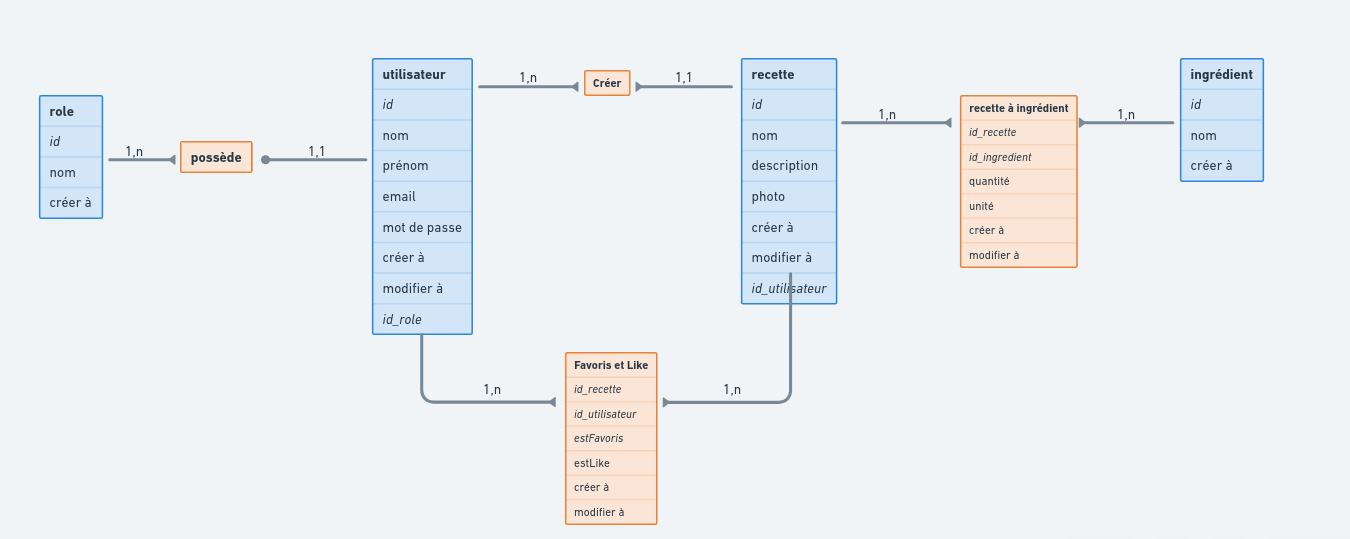 role
id
nom
créer à
1,n
possède
1,1
utilisateur
id
nom
prénom
email
mot de passe
créer à
modifier à
id_role
1,n
Créer
1,1
recette
id
nom
description
photo
créer à
modifier à
id_utilisateur
1,n
recette à ingrédient
id_recette
id_ingredient
quantité
unité
créer à
modifier à
1,n
ingrédient
id
nom
créer à
1,n
Favoris et Like
id_recette
id_utilisateur
estFavoris
estLike
créer à
modifier à
1,n